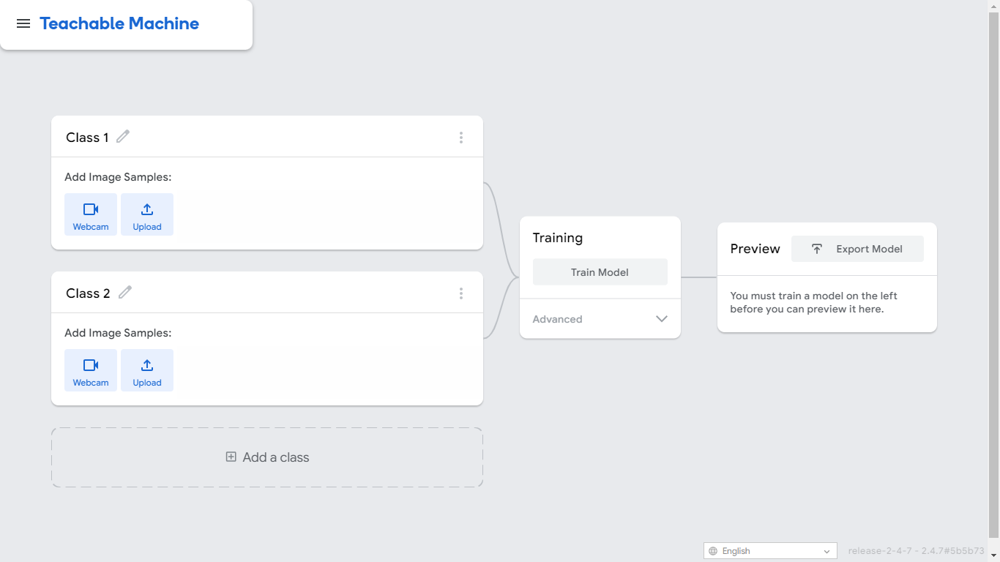 Teachable Machine
Class 1
Add Image Samples:
Webcam
Upload
Class 2
Add Image Samples:
Webcam
Upload
Add a class
Training
Train Model
Advanced
Preview
Export Model
You must train a model on the left
before you can preview it here.
English
release-2-4-7 - 2.4.7#5b5b73